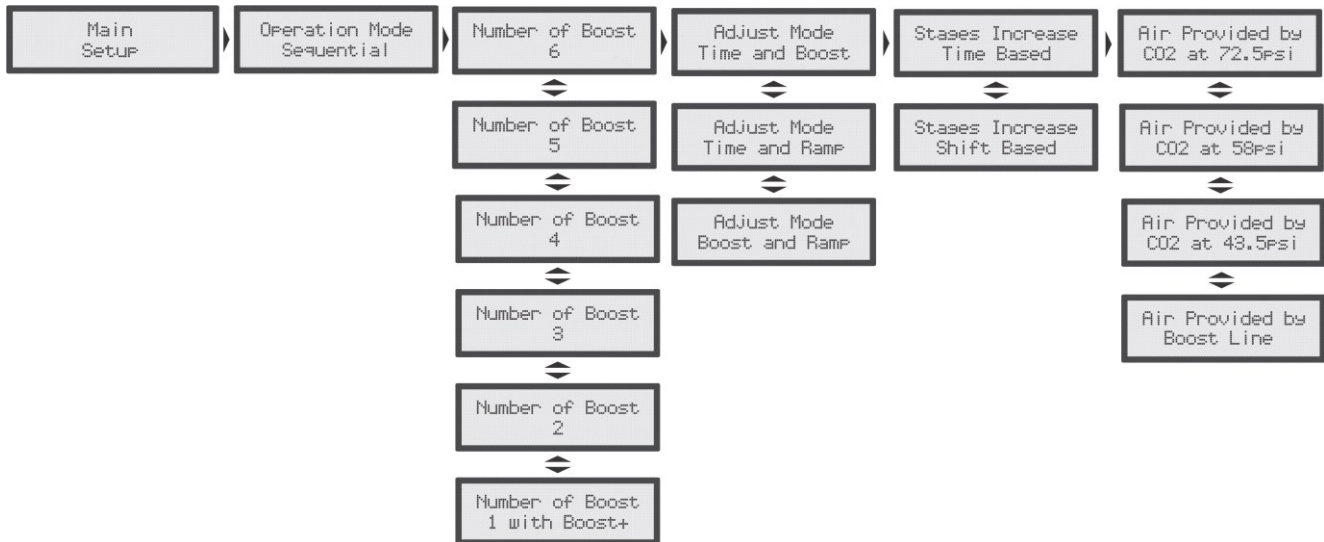 Main
Setup
Operation Mode
Sequential
Number of Boost
6
Number of Boost
5
Number of Boost
4
Number of Boost
3
Number of Boost
2
Number of Boost
1 with Boost+
Adjust Mode
Time and Boost
Adjust Mode
Time and Ramp
Adjust Mode
Boost and Ramp
Stages Increase
Time Based
Stages Increase
Shift Based
Air Provided by
CO2 at 72.5psi
Air Provided by
CO2 at 58psi
Air Provided by
CO2 at 43.5psi
Air Provided by
Boost Line